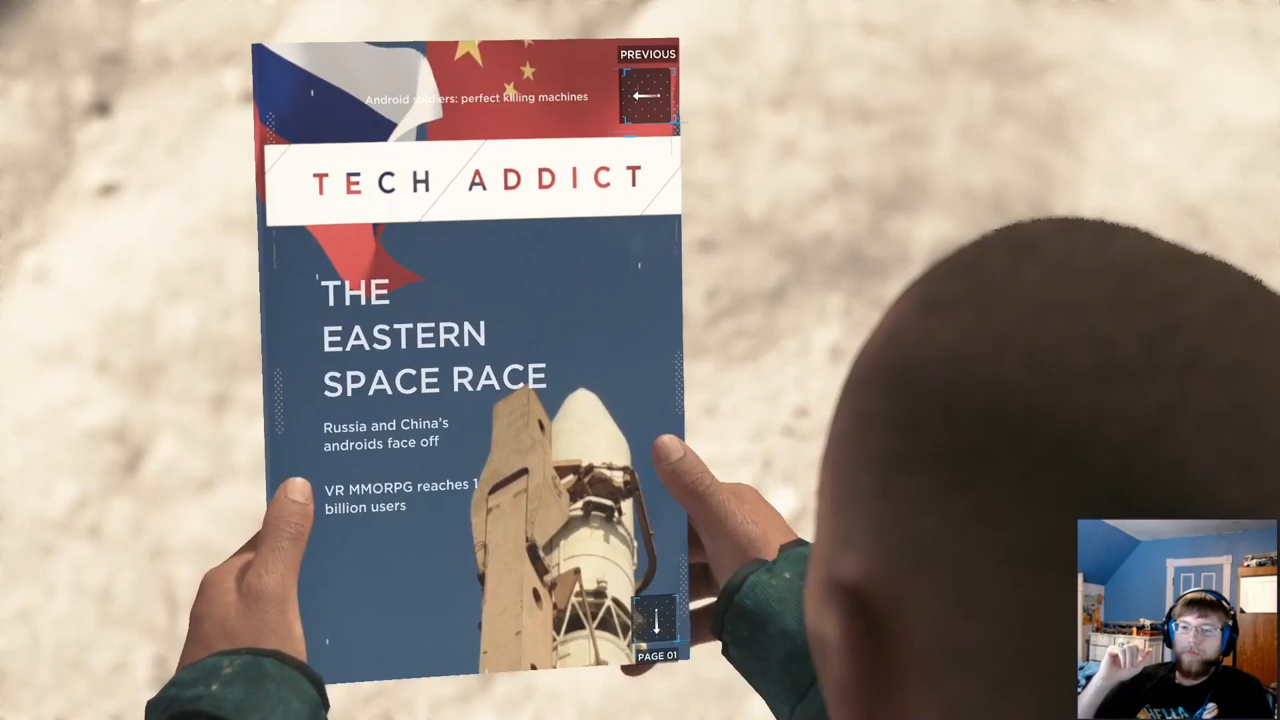 PREVIOUS
Android soldiers: perfect killing machines
TECH ADDICT
THE
EASTERN
SPACE RACE
Russia and China's
androids face off
VR MMORPG reaches 1
billion users
PAGE 01